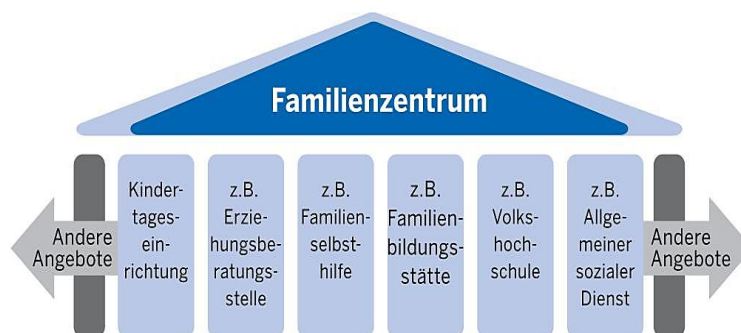 Familienzentrum
Andere
Angebote
Kinder-
tages-
ein-
richtung
z.B.
Erzie-
hungsbe-
ratungs-
stelle
z.B.
Familien-
selbst-
hilfe
z.B.
Familien-
bildungs-
stätte
z.B.
Volks-
hoch-
schule
z.B.
Allge-
meiner
sozialer
Dienst
Andere
Angebote